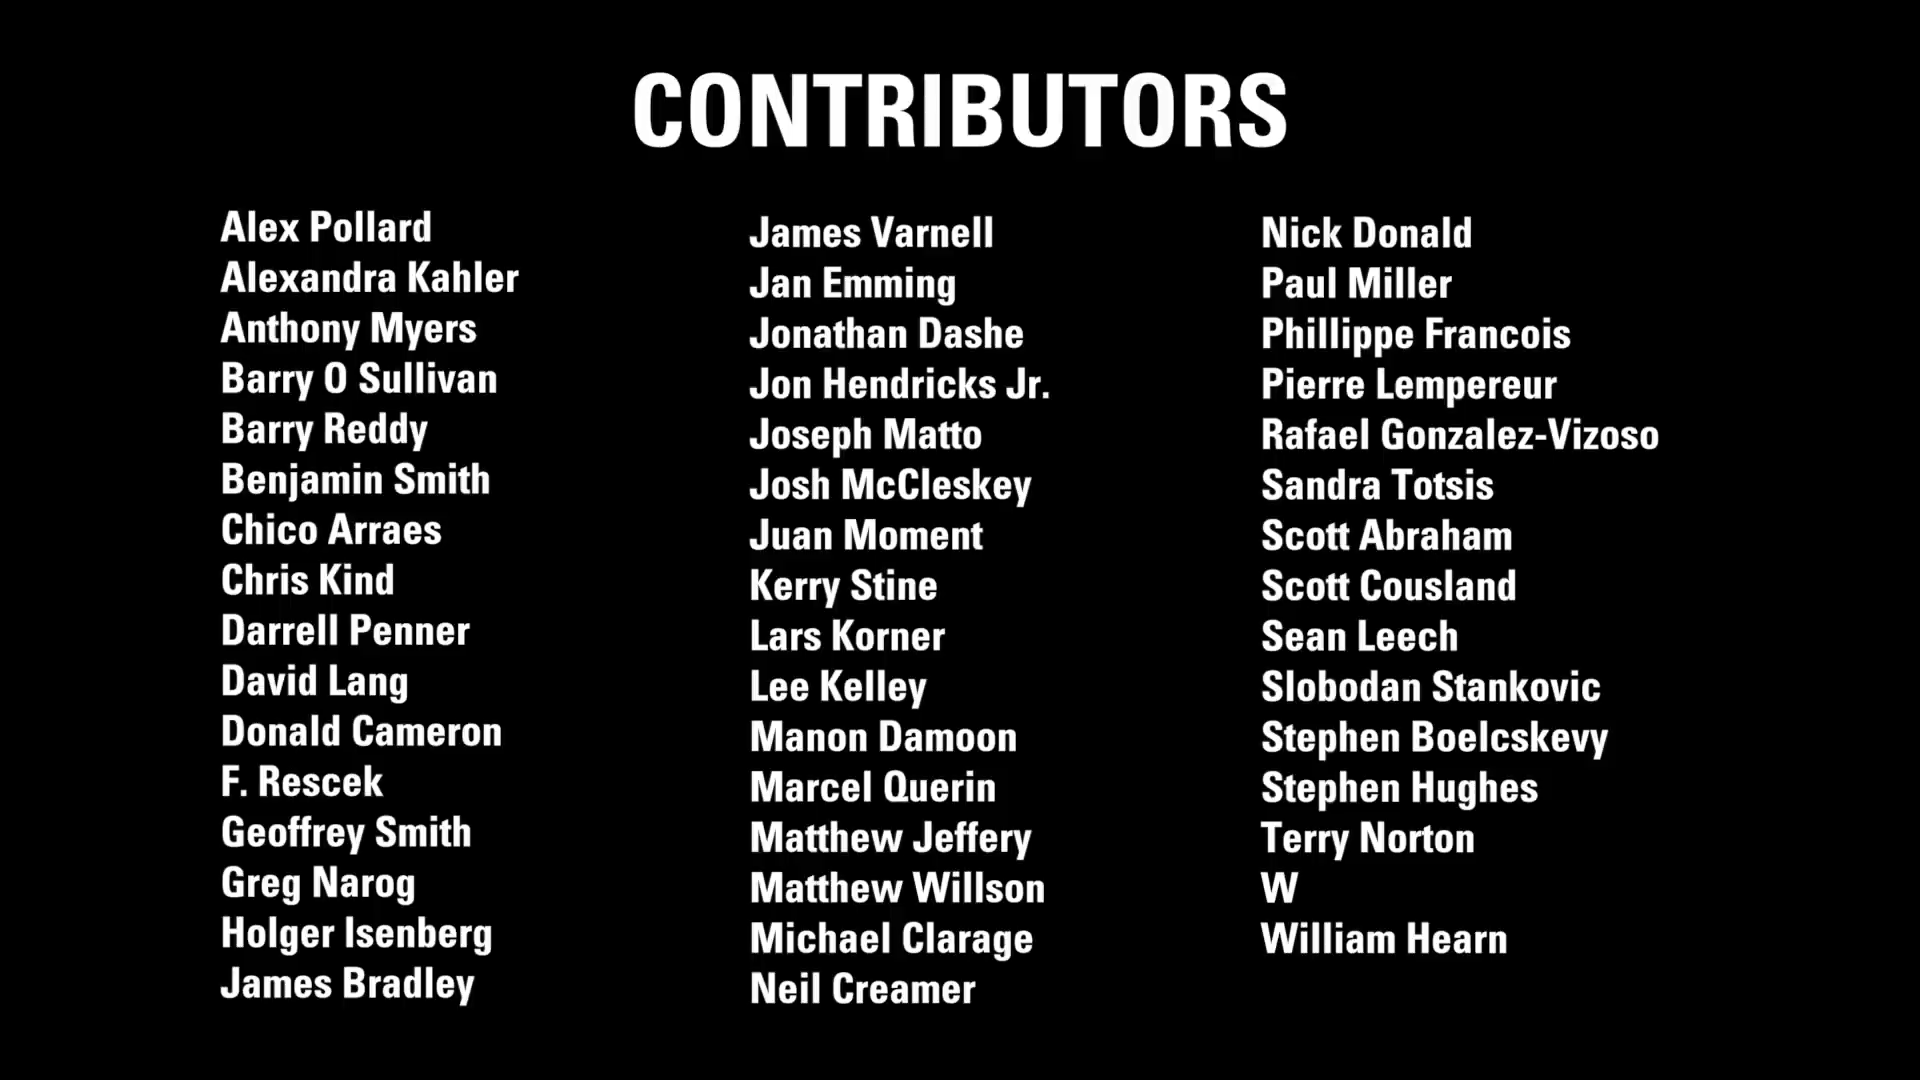 CONTRIBUTORS
Alex Pollard
Alexandra Kahler
Anthony Myers
Barry O Sullivan
Barry Reddy
Benjamin Smith
Chico Arraes
Chris Kind
Darrell Penner
David Lang
Donald Cameron
F. Rescek
Geoffrey Smith
Greg Narog
Holger Isenberg
James Bradley
James Varnell
Jan Emming
Jonathan Dashe
Jon Hendricks Jr.
Joseph Matto
Josh McCleskey
Juan Moment
Kerry Stine
Lars Korner
Lee Kelley
Manon Damoon
Marcel Querin
Matthew Jeffery
Matthew Willson
Michael Clarage
Neil Creamer
Nick Donald
Paul Miller
Phillippe Francois
Pierre Lempereur
Rafael Gonzalez-Vizoso
Sandra Totsis
Scott Abraham
Scott Cousland
Sean Leech
Slobodan Stankovic
Stephen Boelcskevy
Stephen Hughes
Terry Norton
W
William Hearn